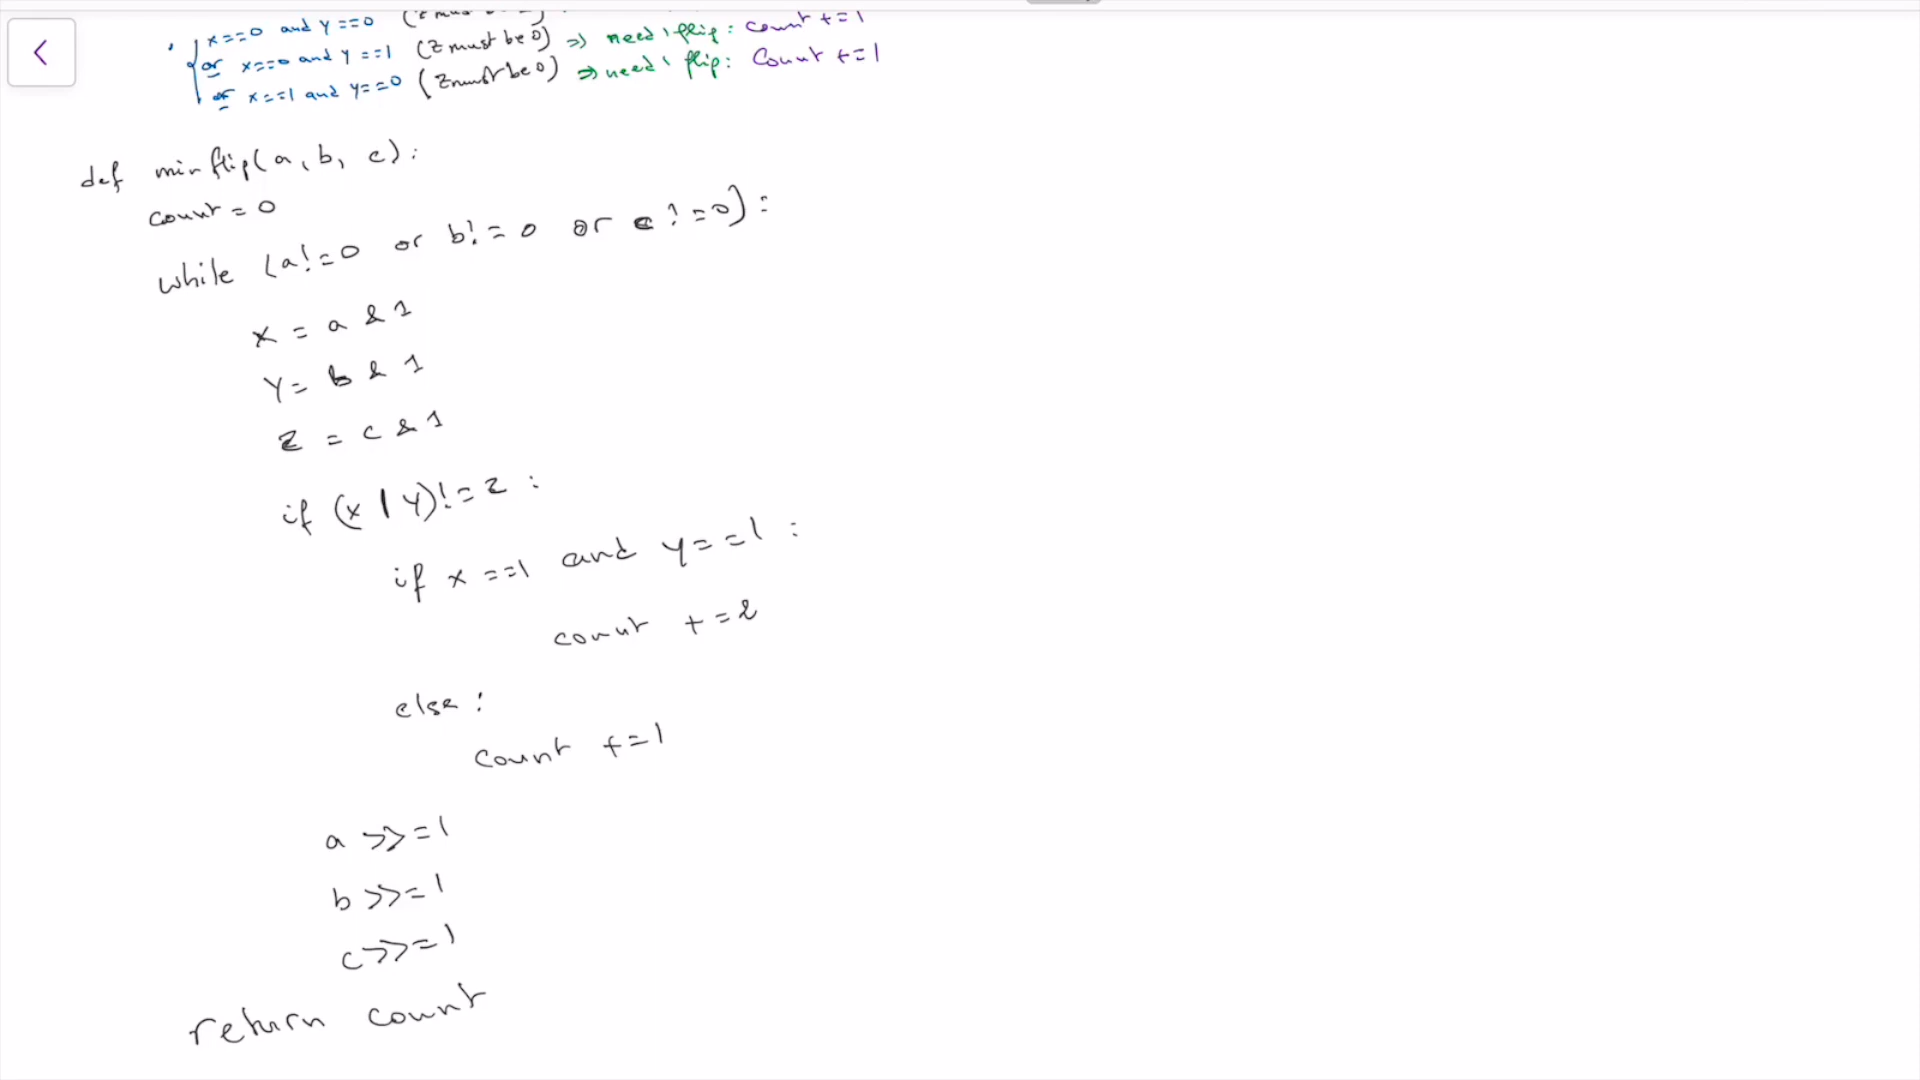 x==0 and y==0
or x==0 and y==1 (Z must be 0) => need 1 flip: count +=1
or x==1 and y==0 (Z must be 0) => need 1 flip: Count +=1
def minflip(a, b, c):
count = 0
while (a!=0 or b!=0 or c!=0):
x = a & 1
Y = b & 1
z = c & 1
if (x | y)!=z:
if x ==1 and y==1:
count +=2
else:
count +=1
a >>=1
b >>=1
c >>=1
return count